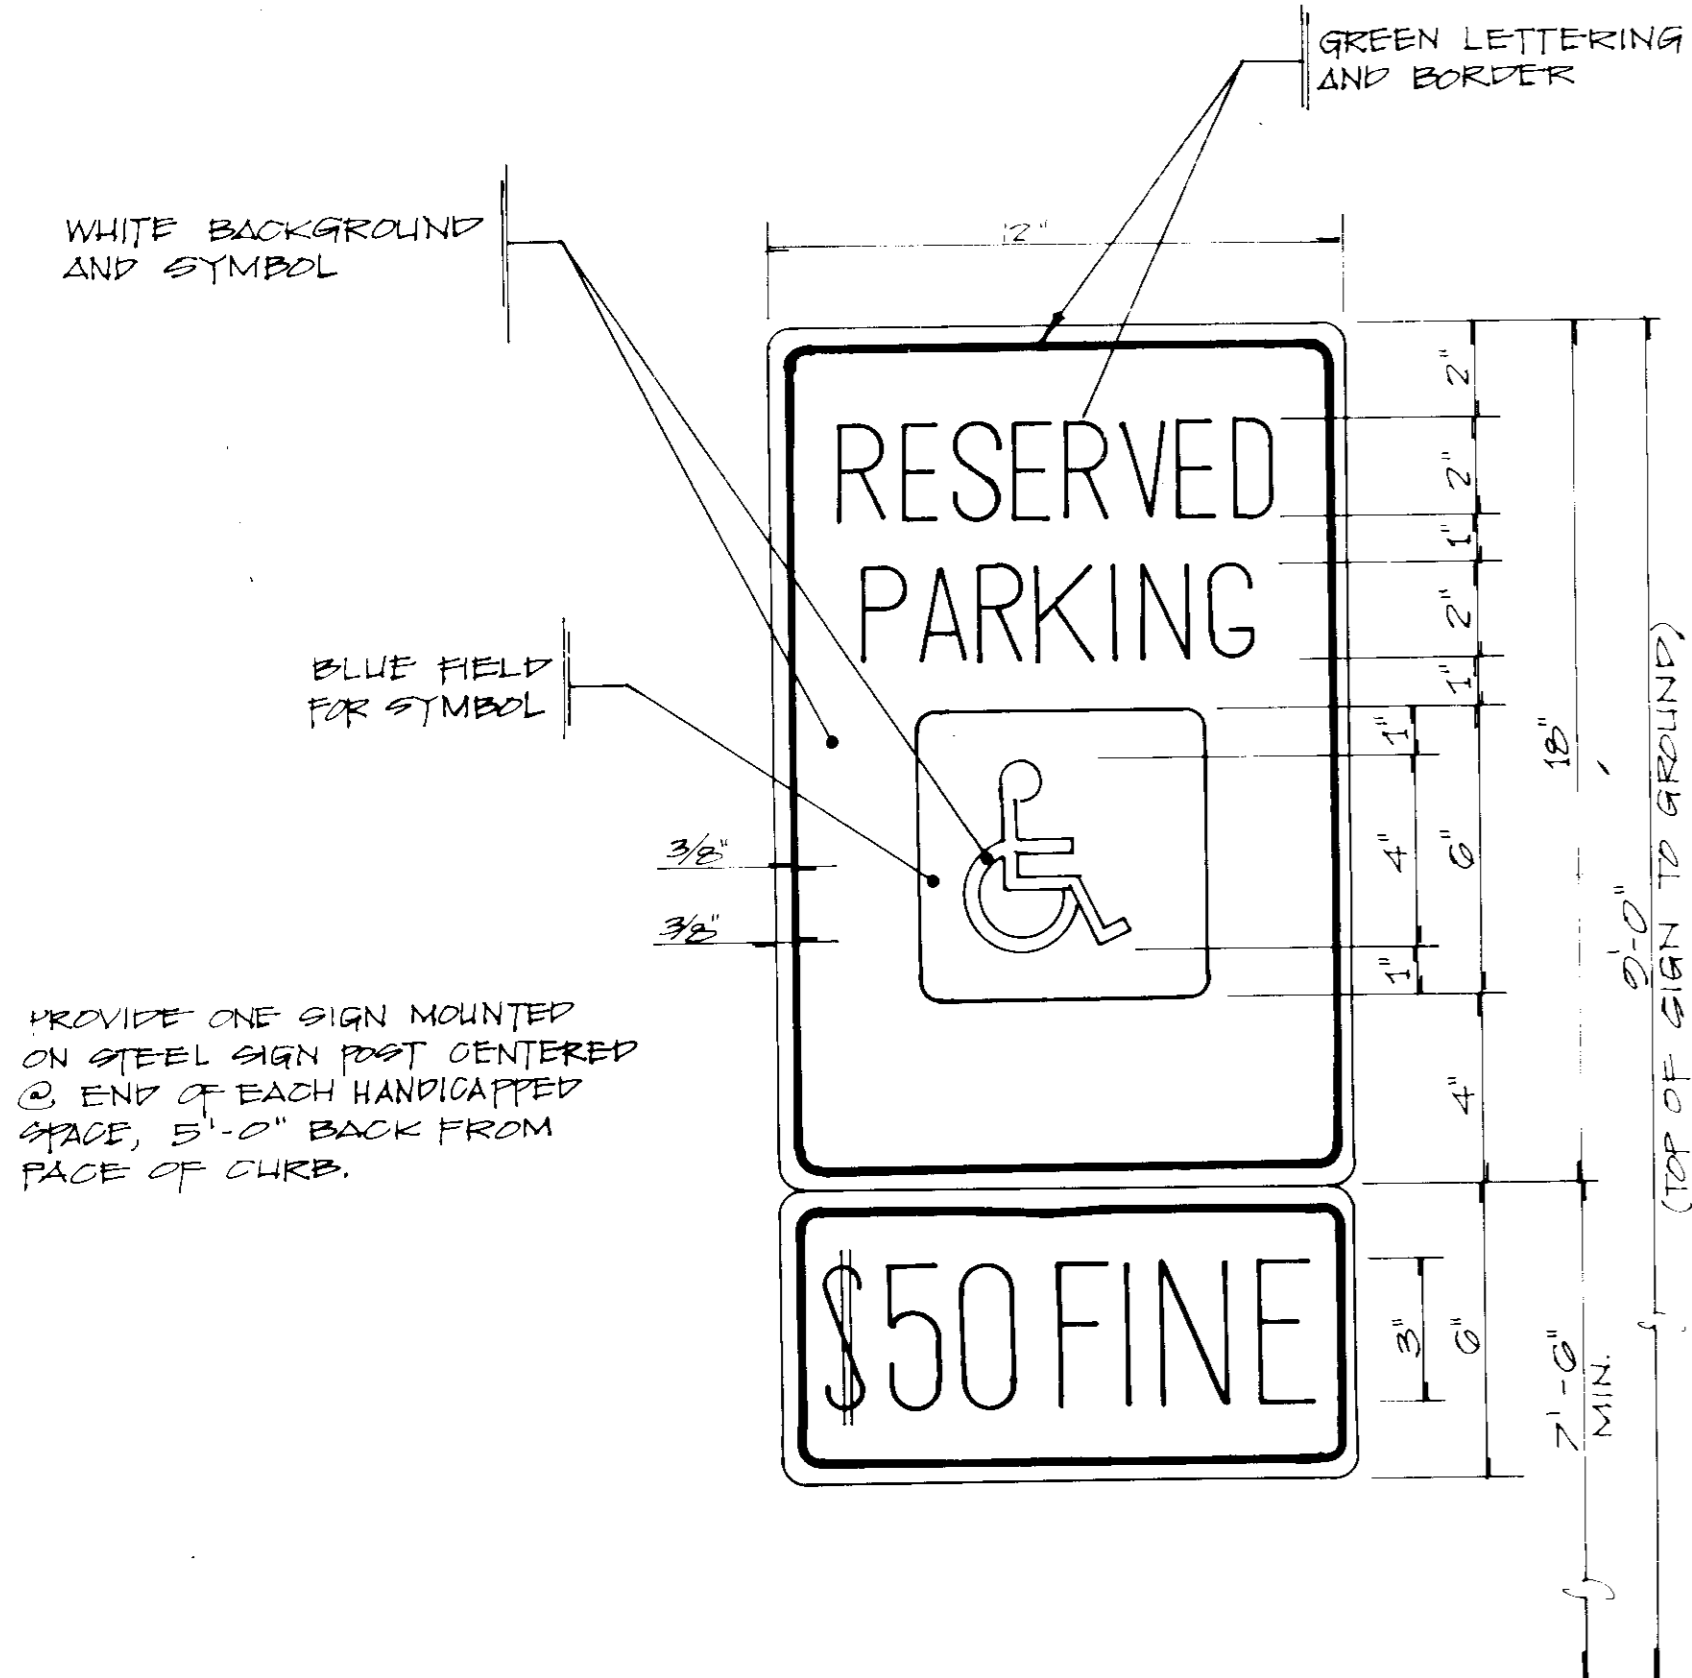 GREEN LETTERING
AND BORDER
WHITE BACKGROUND
AND SYMBOL
12"
2"
RESERVED
2"
1"
PARKING
2"
BLUE FIELD
FOR SYMBOL
1"
1"
18"
3/8"
4"
6"
3/8"
9'-0"
(TOP OF SIGN TO GROUND)
1"
PROVIDE ONE SIGN MOUNTED
ON STEEL SIGN POST CENTERED
@ END OF EACH HANDICAPPED
SPACE, 5'-0" BACK FROM
FACE OF CURB.
4"
$50 FINE
3"
6"
7'-6"
MIN.